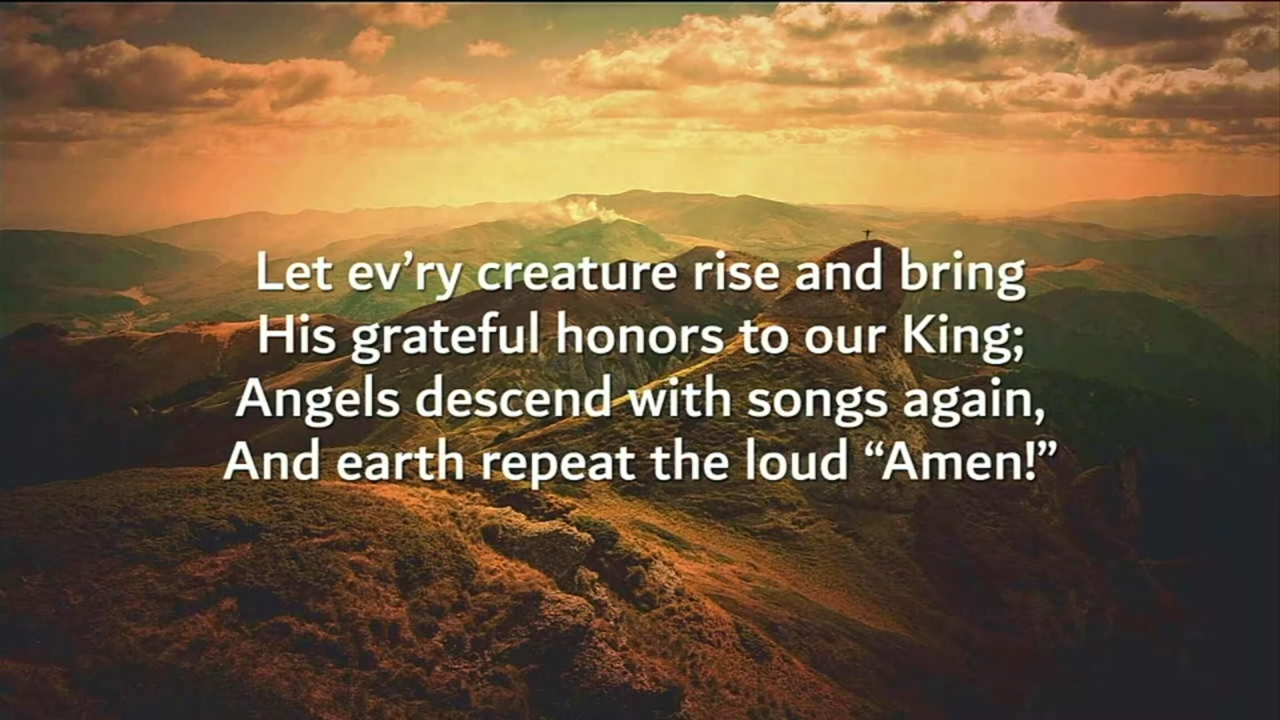 Let ev’ry creature rise and bring
His grateful honors to our King;
Angels descend with songs again,
And earth repeat the loud “Amen!”